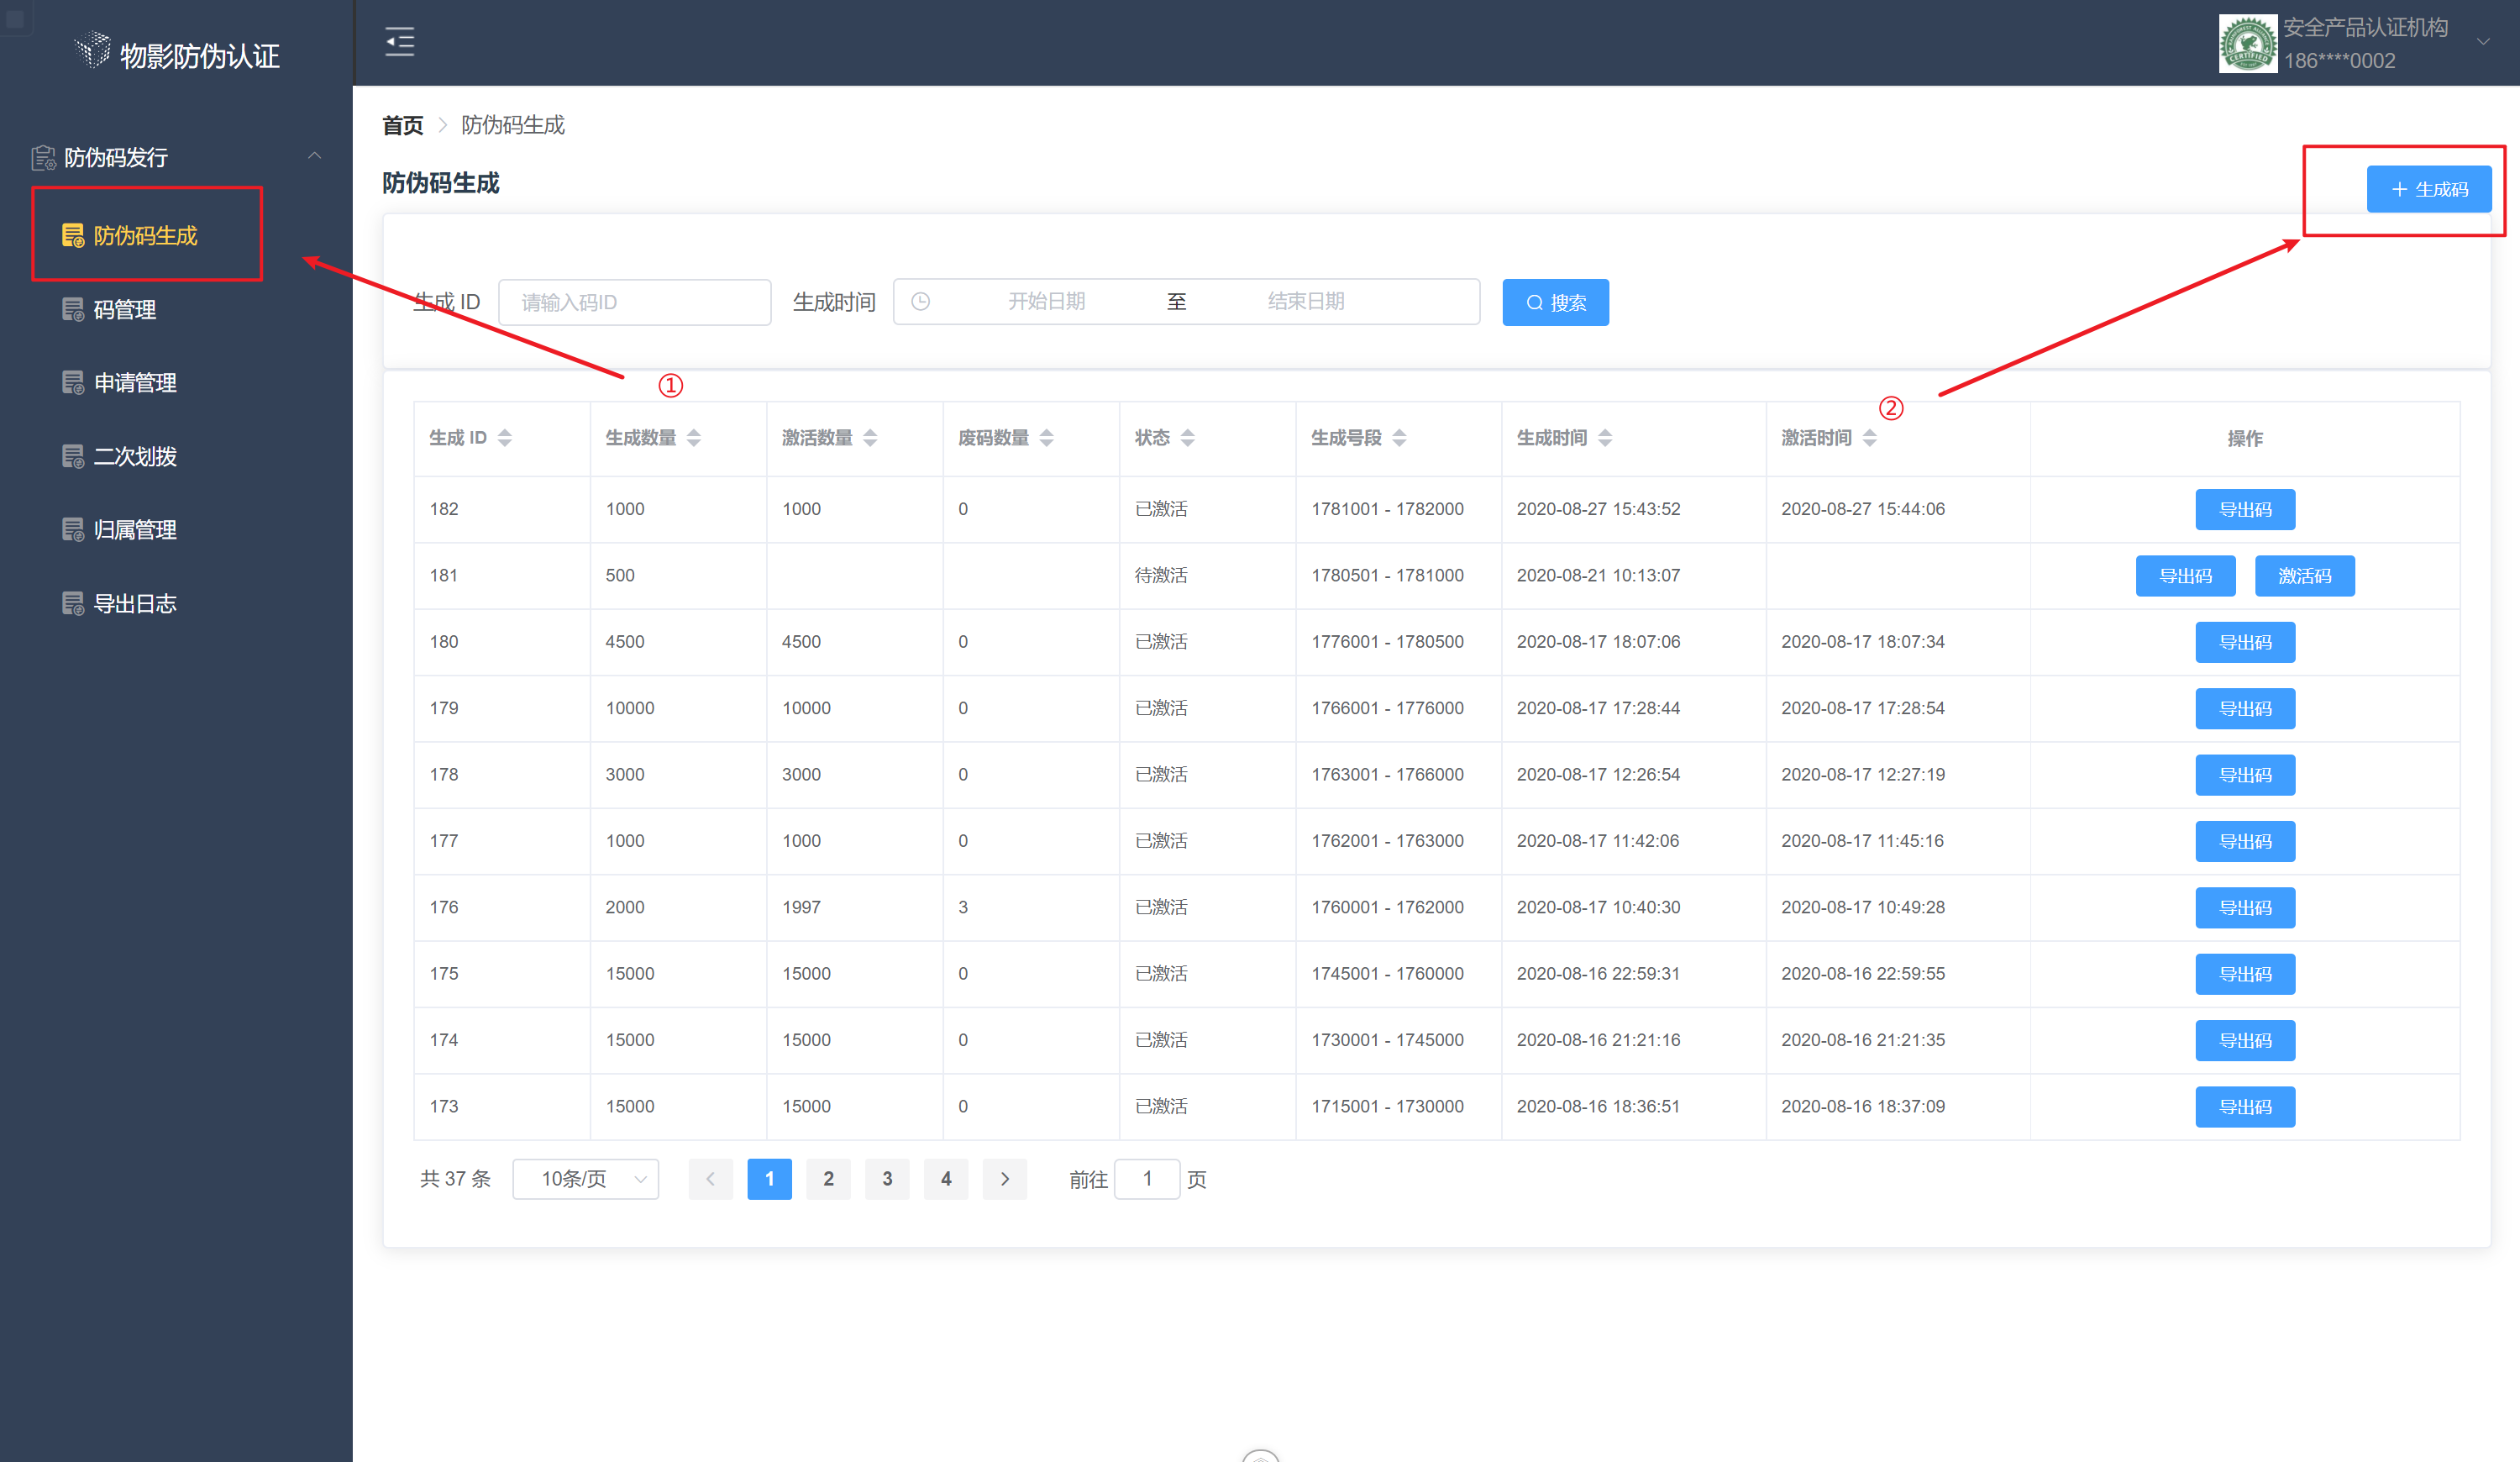 物影防伪认证
安全产品认证机构
186****0002
防伪码发行
防伪码生成
码管理
申请管理
二次划拨
归属管理
导出日志
首页 > 防伪码生成
防伪码生成
+ 生成码
生成 ID 请输入码ID 生成时间 开始日期 至 结束日期 搜索
① ②
生成 ID 生成数量 激活数量 废码数量 状态 生成号段 生成时间 激活时间 操作
182 1000 1000 0 已激活 1781001 - 1782000 2020-08-27 15:43:52 2020-08-27 15:44:06 导出码
181 500 待激活 1780501 - 1781000 2020-08-21 10:13:07 导出码 激活码
180 4500 4500 0 已激活 1776001 - 1780500 2020-08-17 18:07:06 2020-08-17 18:07:34 导出码
179 10000 10000 0 已激活 1766001 - 1776000 2020-08-17 17:28:44 2020-08-17 17:28:54 导出码
178 3000 3000 0 已激活 1763001 - 1766000 2020-08-17 12:26:54 2020-08-17 12:27:19 导出码
177 1000 1000 0 已激活 1762001 - 1763000 2020-08-17 11:42:06 2020-08-17 11:45:16 导出码
176 2000 1997 3 已激活 1760001 - 1762000 2020-08-17 10:40:30 2020-08-17 10:49:28 导出码
175 15000 15000 0 已激活 1745001 - 1760000 2020-08-16 22:59:31 2020-08-16 22:59:55 导出码
174 15000 15000 0 已激活 1730001 - 1745000 2020-08-16 21:21:16 2020-08-16 21:21:35 导出码
173 15000 15000 0 已激活 1715001 - 1730000 2020-08-16 18:36:51 2020-08-16 18:37:09 导出码
共 37 条 10条/页 < 1 2 3 4 > 前往 1 页